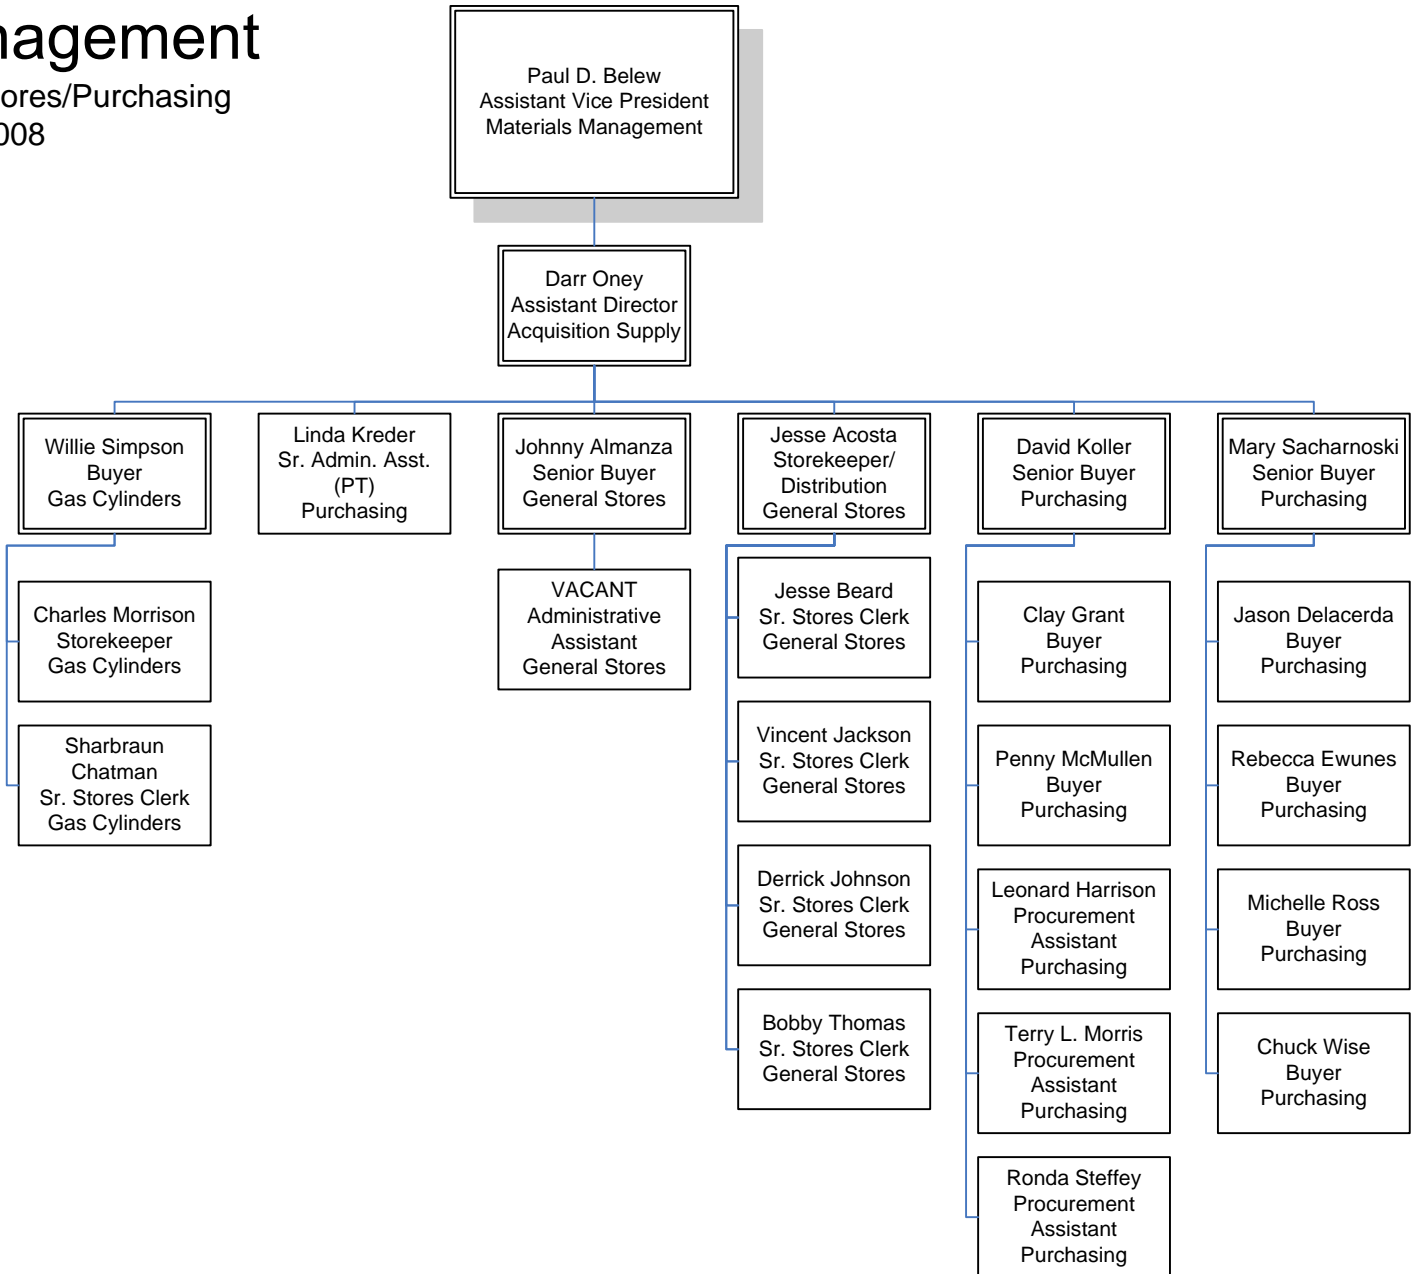 nagement
ores/Purchasing
008
Paul D. Belew
Assistant Vice President
Materials Management
Darr Oney
Assistant Director
Acquisition Supply
Willie Simpson
Buyer
Gas Cylinders
Linda Kreder
Sr. Admin. Asst.
(PT)
Purchasing
Johnny Almanza
Senior Buyer
General Stores
Jesse Acosta
Storekeeper/
Distribution
General Stores
David Koller
Senior Buyer
Purchasing
Mary Sacharnoski
Senior Buyer
Purchasing
Charles Morrison
Storekeeper
Gas Cylinders
Sharbraun
Chatman
Sr. Stores Clerk
Gas Cylinders
VACANT
Administrative
Assistant
General Stores
Jesse Beard
Sr. Stores Clerk
General Stores
Vincent Jackson
Sr. Stores Clerk
General Stores
Derrick Johnson
Sr. Stores Clerk
General Stores
Bobby Thomas
Sr. Stores Clerk
General Stores
Clay Grant
Buyer
Purchasing
Penny McMullen
Buyer
Purchasing
Leonard Harrison
Procurement
Assistant
Purchasing
Terry L. Morris
Procurement
Assistant
Purchasing
Ronda Steffey
Procurement
Assistant
Purchasing
Jason Delacerda
Buyer
Purchasing
Rebecca Ewunes
Buyer
Purchasing
Michelle Ross
Buyer
Purchasing
Chuck Wise
Buyer
Purchasing